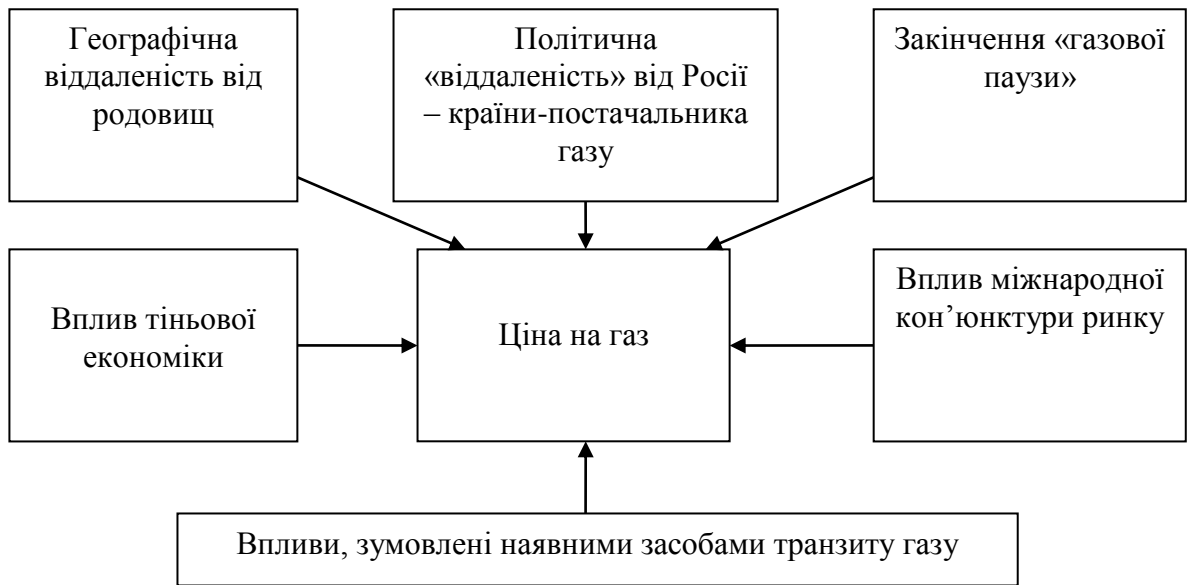 Географічна
віддаленість від
родовищ
Політична
«віддаленість» від Росії
– країни-постачальника
газу
Закінчення «газової
паузи»
Вплив тіньової
економіки
Ціна на газ
Вплив міжнародної
кон’юнктури ринку
Впливи, зумовлені наявними засобами транзиту газу